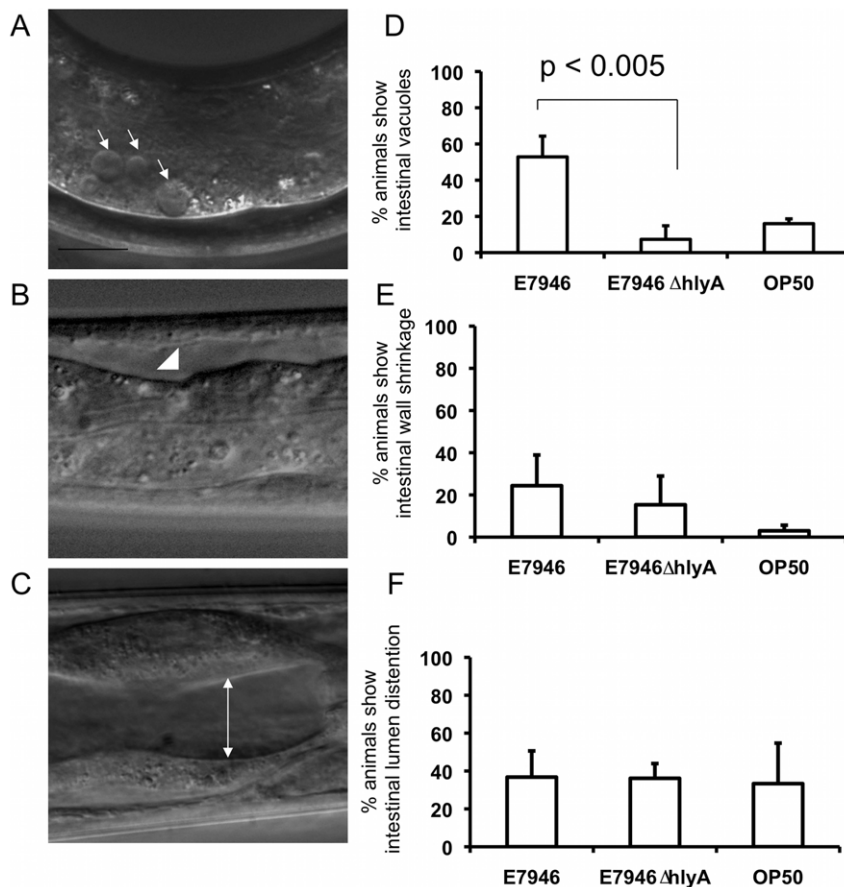 A
B
C
D
p < 0.005
% animals show
intestinal vacuoles
100
80
60
40
20
0
E7946 E7946 ΔhlyA OP50
E
% animals show
intestinal wall shrinkage
100
80
60
40
20
0
E7946 E7946ΔhlyA OP50
F
% animals show
intestinal lumen distention
100
80
60
40
20
0
E7946 E7946 ΔhlyA OP50